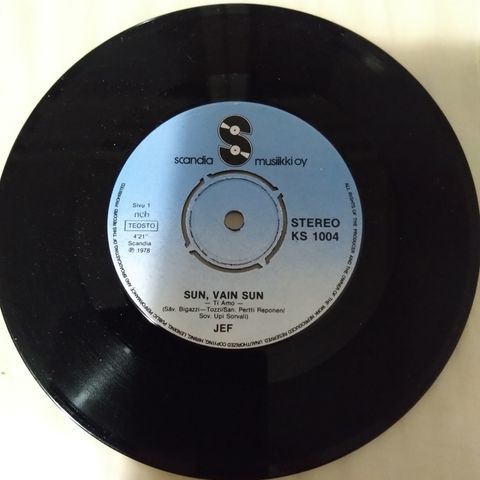 S
scandia musiikki oy
Sivu 1
ncb
TEOSTO
4'21"
Scandia
℗ 1978
STEREO
KS 1004
SUN, VAIN SUN
— Ti Amo —
(Säv. Bigazzi—Tozzi/San. Pertti Reponen/
Sov. Upi Sorvali)
JEF
ALL RIGHTS OF THE PRODUCER AND THE OWNER OF THE WORK REPRODUCED RESERVED. UNAUTHORIZED COPYING, HIRING, LENDING, PUBLIC PERFORMANCE AND BROADCASTING OF THIS RECORD PROHIBITED